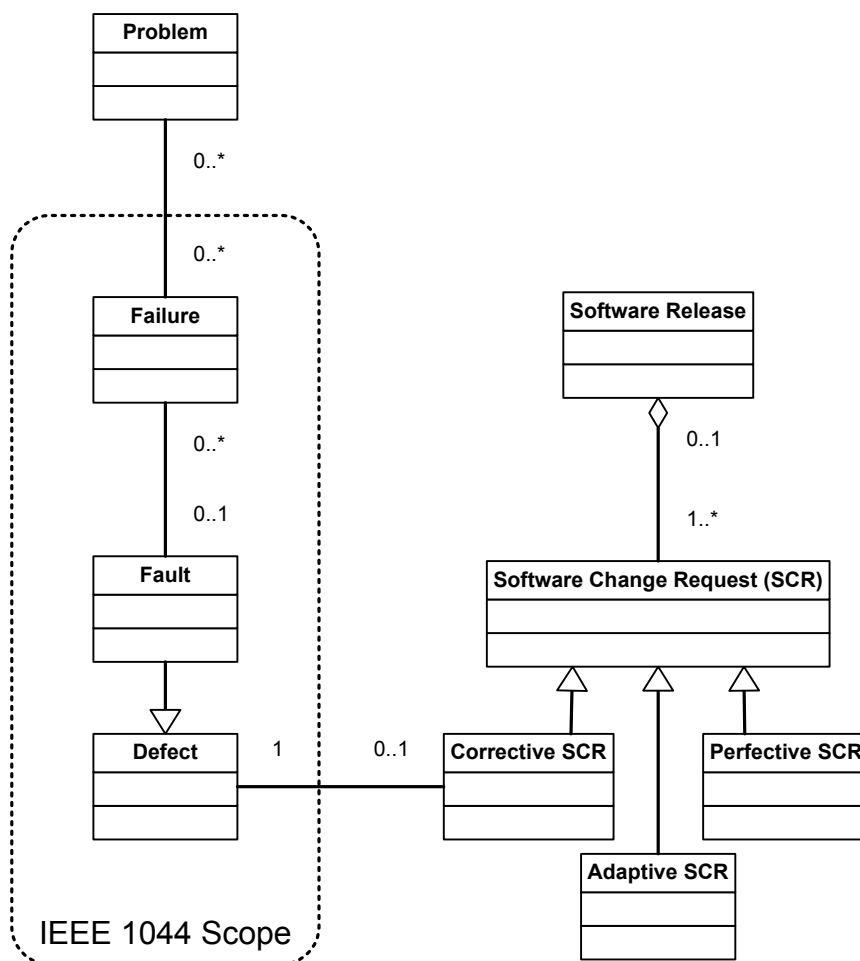 Problem
0..*
0..*
Failure
Software Release
0..*
0..1
0..1
1..*
Fault
Software Change Request (SCR)
Defect
1
0..1
Corrective SCR
Perfective SCR
Adaptive SCR
IEEE 1044 Scope